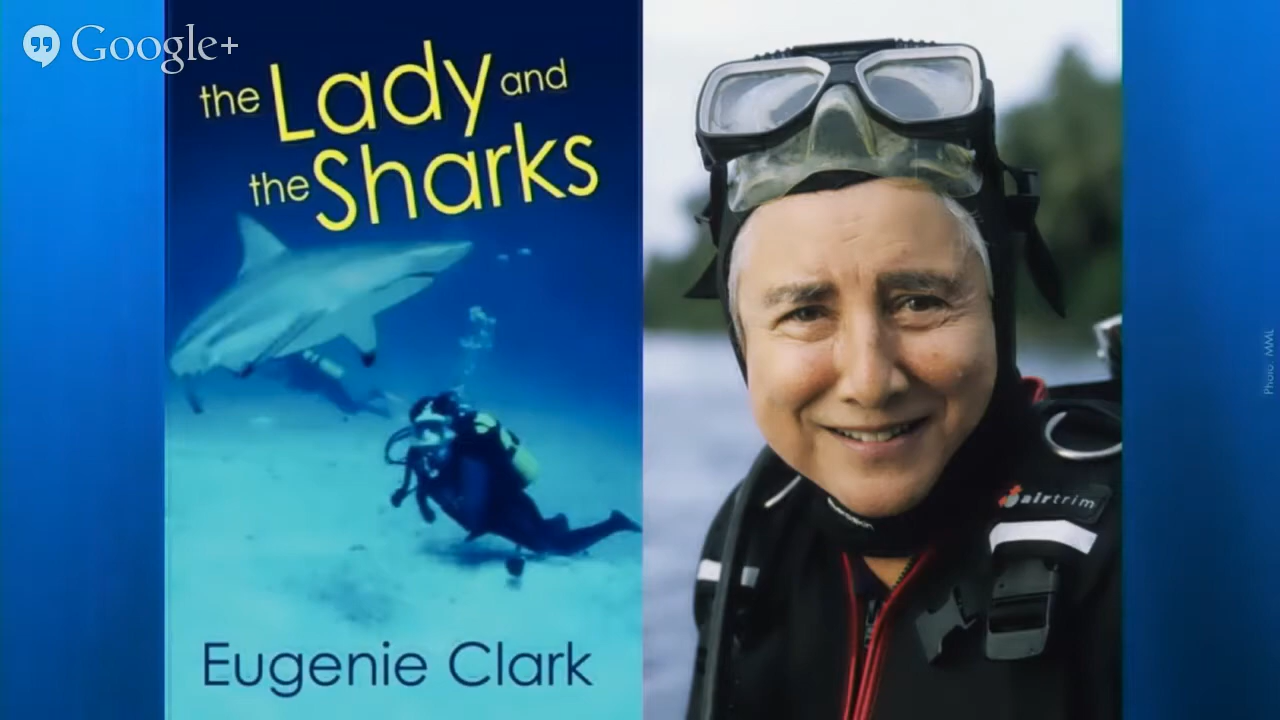 Google+
the Lady and
the Sharks
Eugenie Clark
airtrim
Photo: MML